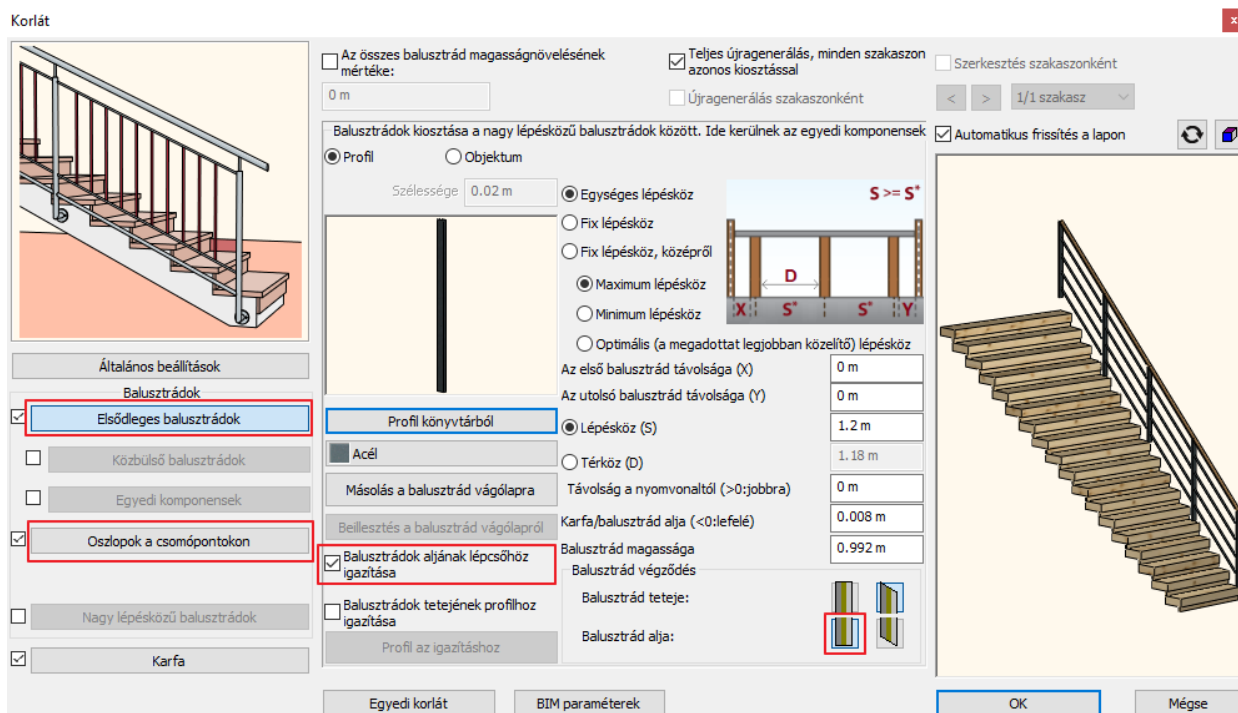 Korlát
x
Az összes balusztrád magasságnövelésének
mértéke:
0 m
Teljes újragenerálás, minden szakaszon
azonos kiosztással
Újragenerálás szakaszonként
Szerkesztés szakaszonként
<
>
1/1 szakasz
Automatikus frissítés a lapon
Általános beállítások
Balusztrádok
Elsődleges balusztrádok
Közbülső balusztrádok
Egyedi komponensek
Oszlopok a csomópontokon
Nagy lépésközű balusztrádok
Karfa
Balusztrádok kiosztása a nagy lépésközű balusztrádok között. Ide kerülnek az egyedi komponensek
Profil
Objektum
Szélessége
0.02 m
Profil könyvtárból
Acél
Másolás a balusztrád vágólapra
Beillesztés a balusztrád vágólapról
Balusztrádok aljának lépcsőhöz
igazítása
Balusztrádok tetejének profilhoz
igazítása
Profil az igazításhoz
Egységes lépésköz
Fix lépésköz
Fix lépésköz, középről
Maximum lépésköz
Minimum lépésköz
Optimális (a megadottat legjobban közelítő) lépésköz
S >= S*
D
X S* S* Y
Az első balusztrád távolsága (X)
0 m
Az utolsó balusztrád távolsága (Y)
0 m
Lépésköz (S)
1.2 m
Térköz (D)
1.18 m
Távolság a nyomvonaltól (>0:jobbra)
0 m
Karfa/balusztrád alja (<0:lefelé)
0.008 m
Balusztrád magassága
0.992 m
Balusztrád végződés
Balusztrád teteje:
Balusztrád alja:
Egyedi korlát
BIM paraméterek
OK
Mégse